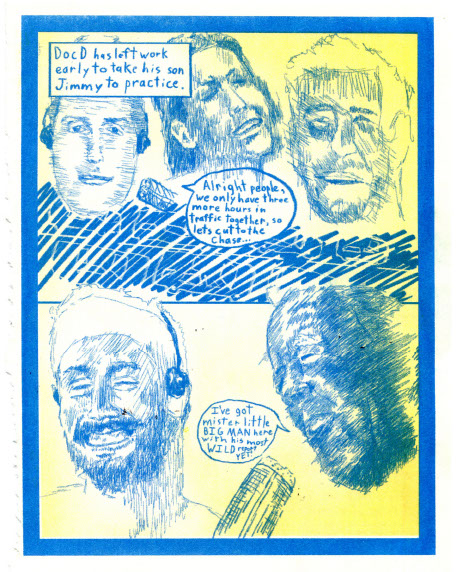 DocD has left work
early to take his son
Jimmy to practice.
Alright people,
we only have three
more hours in
traffic together, so
lets cut to the
chase...
I've got
mister little
BIG MAN here
with his most
WILD
YET!